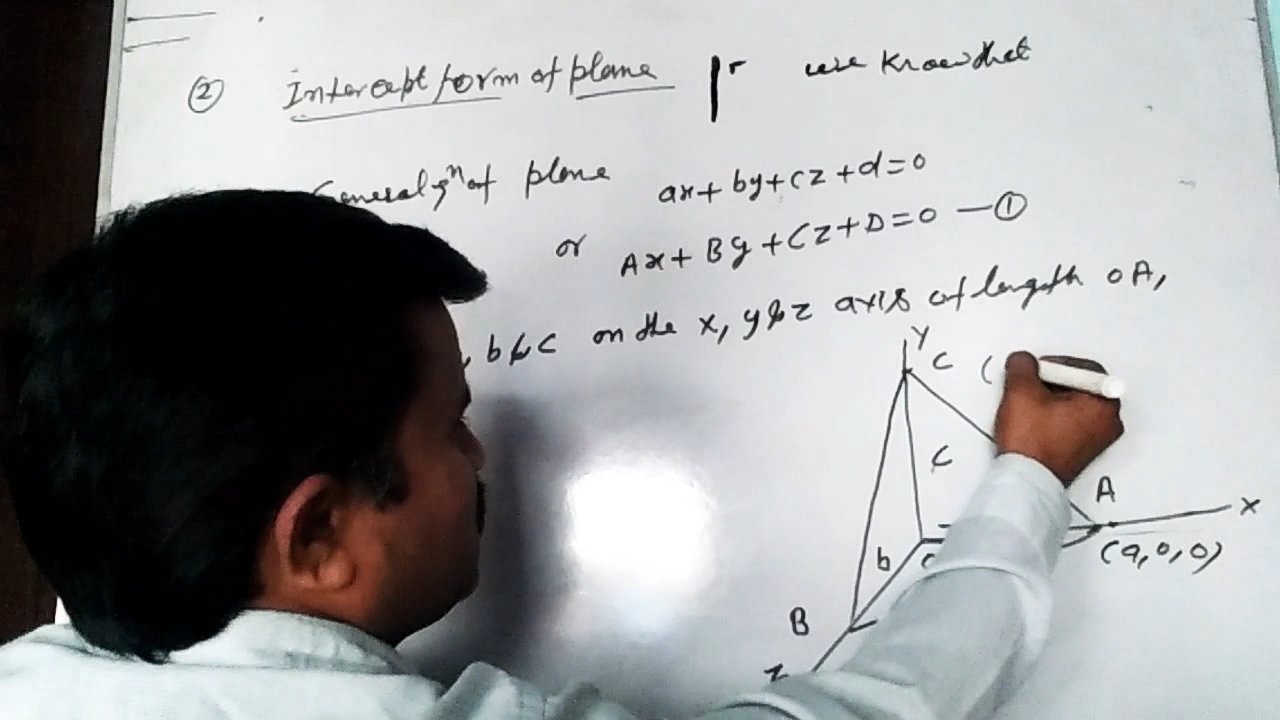 ② Intercept form of plane we know that
General eqⁿ of plane ax+by+cz+d=0
or Ax+By+Cz+D=0 —①
, b & c on the x, y & z axis of length OA,
Y
C (
C
A
X
(a,0,0)
b
B
Z